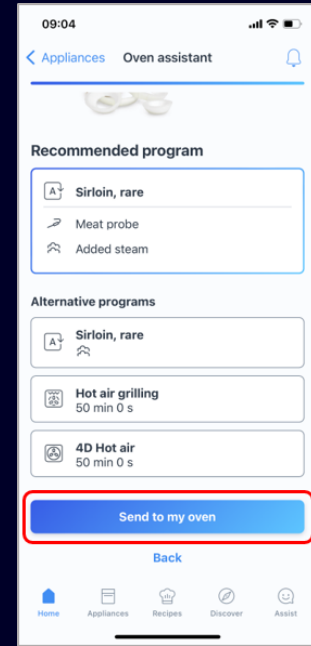 09:04
Appliances Oven assistant
Recommended program
Sirloin, rare
Meat probe
Added steam
Alternative programs
Sirloin, rare
Hot air grilling
50 min 0 s
4D Hot air
50 min 0 s
Send to my oven
Back
Home Appliances Recipes Discover Assist